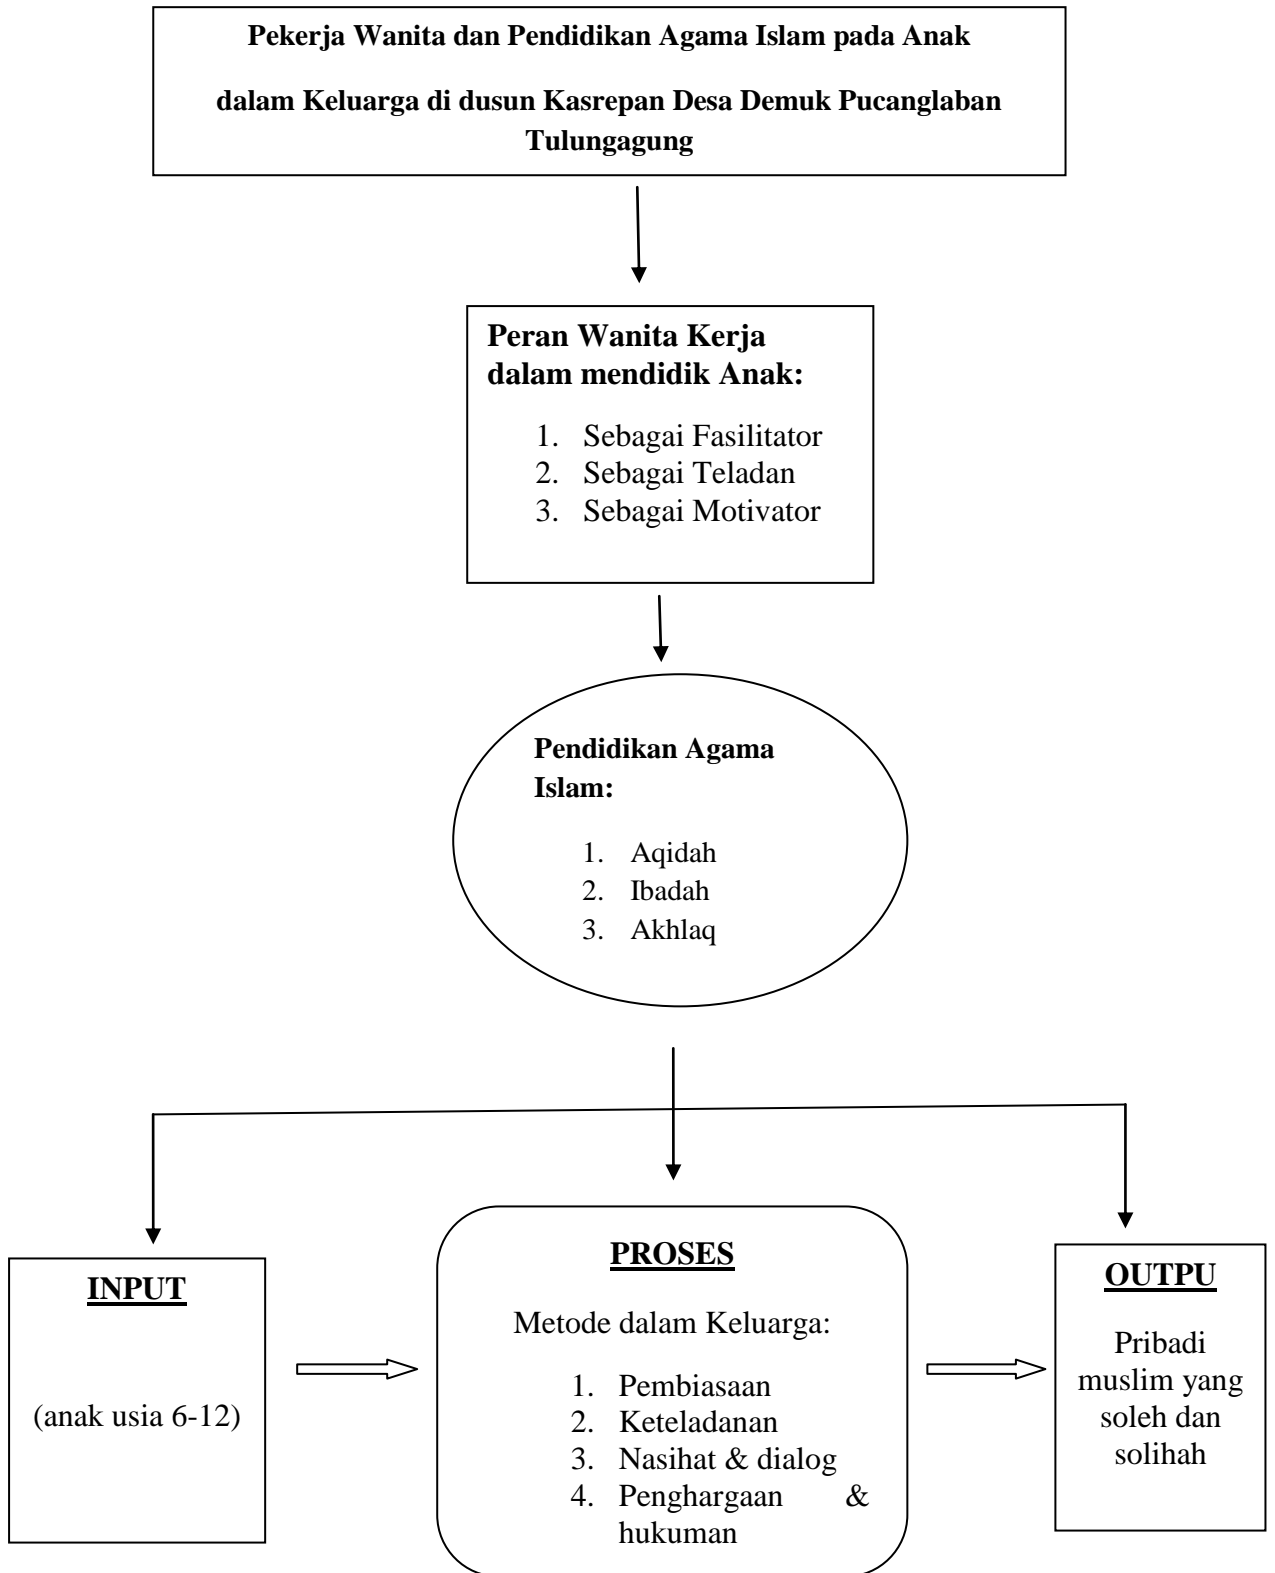 Pekerja Wanita dan Pendidikan Agama Islam pada Anak
dalam Keluarga di dusun Kasrepan Desa Demuk Pucanglaban
Tulungagung
Peran Wanita Kerja
dalam mendidik Anak:
1. Sebagai Fasilitator
2. Sebagai Teladan
3. Sebagai Motivator
Pendidikan Agama
Islam:
1. Aqidah
2. Ibadah
3. Akhlaq
INPUT
(anak usia 6-12)
PROSES
Metode dalam Keluarga:
1. Pembiasaan
2. Keteladanan
3. Nasihat & dialog
4. Penghargaan &
hukuman
OUTPU
Pribadi
muslim yang
soleh dan
solihah